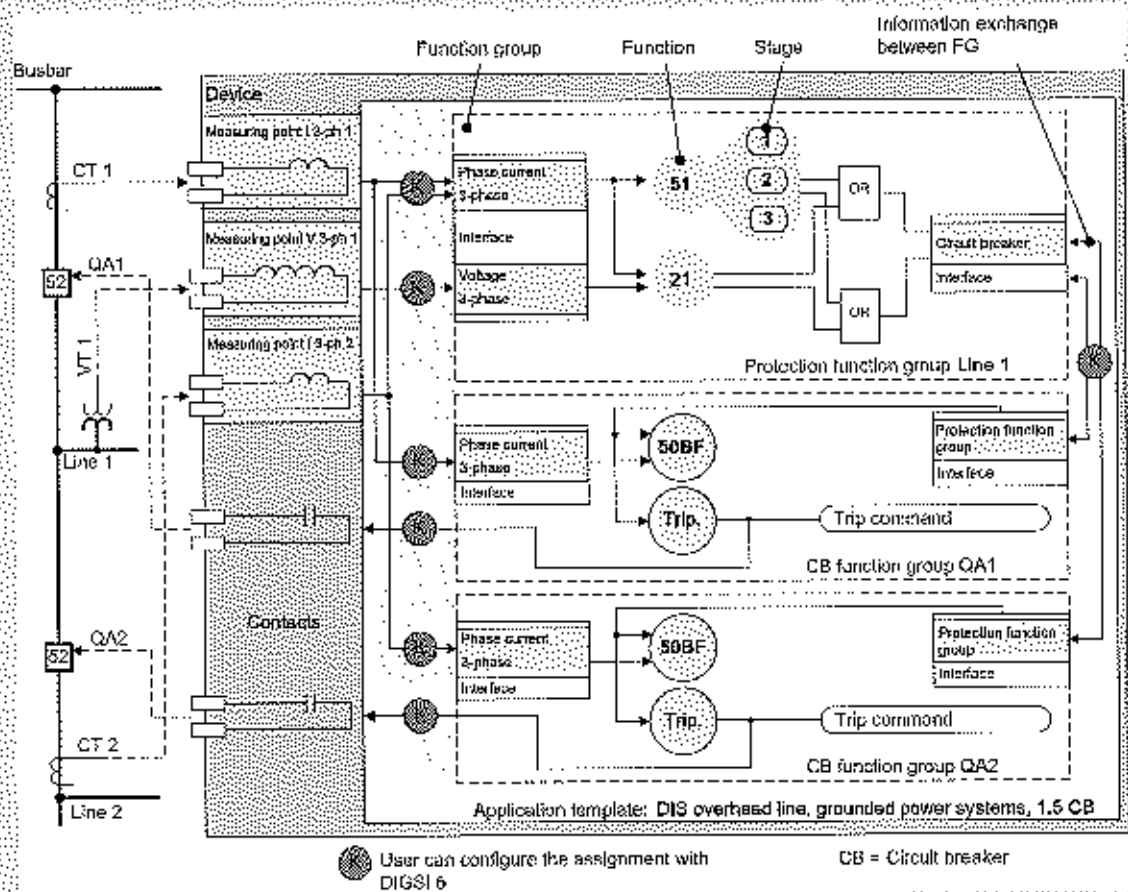 Information exchange
between FG
Function group
Function
Stage
Busbar
Device
Measuring point I 3-ph 1
CT 1
K
Phase current
3-phase
51
1
2
3
OR
Measuring point V 3-ph 1
Interface
Circuit breaker
Interface
QA1
52
K
Voltage
3-phase
21
OR
VT 1
Measuring point I 3-ph 2
K
Protection function group Line 1
Line 1
K
Phase current
3-phase
Interface
50BF
Protection function
group
Interface
K
Trip.
Trip command
CB function group QA1
Contacts
QA2
52
K
Phase current
3-phase
Interface
50BF
Protection function
group
Interface
K
Trip.
Trip command
CT 2
CB function group QA2
Line 2
Application template: DIS overhead line, grounded power systems, 1.5 CB
K
User can configure the assignment with
DIGSI 5
CB = Circuit breaker